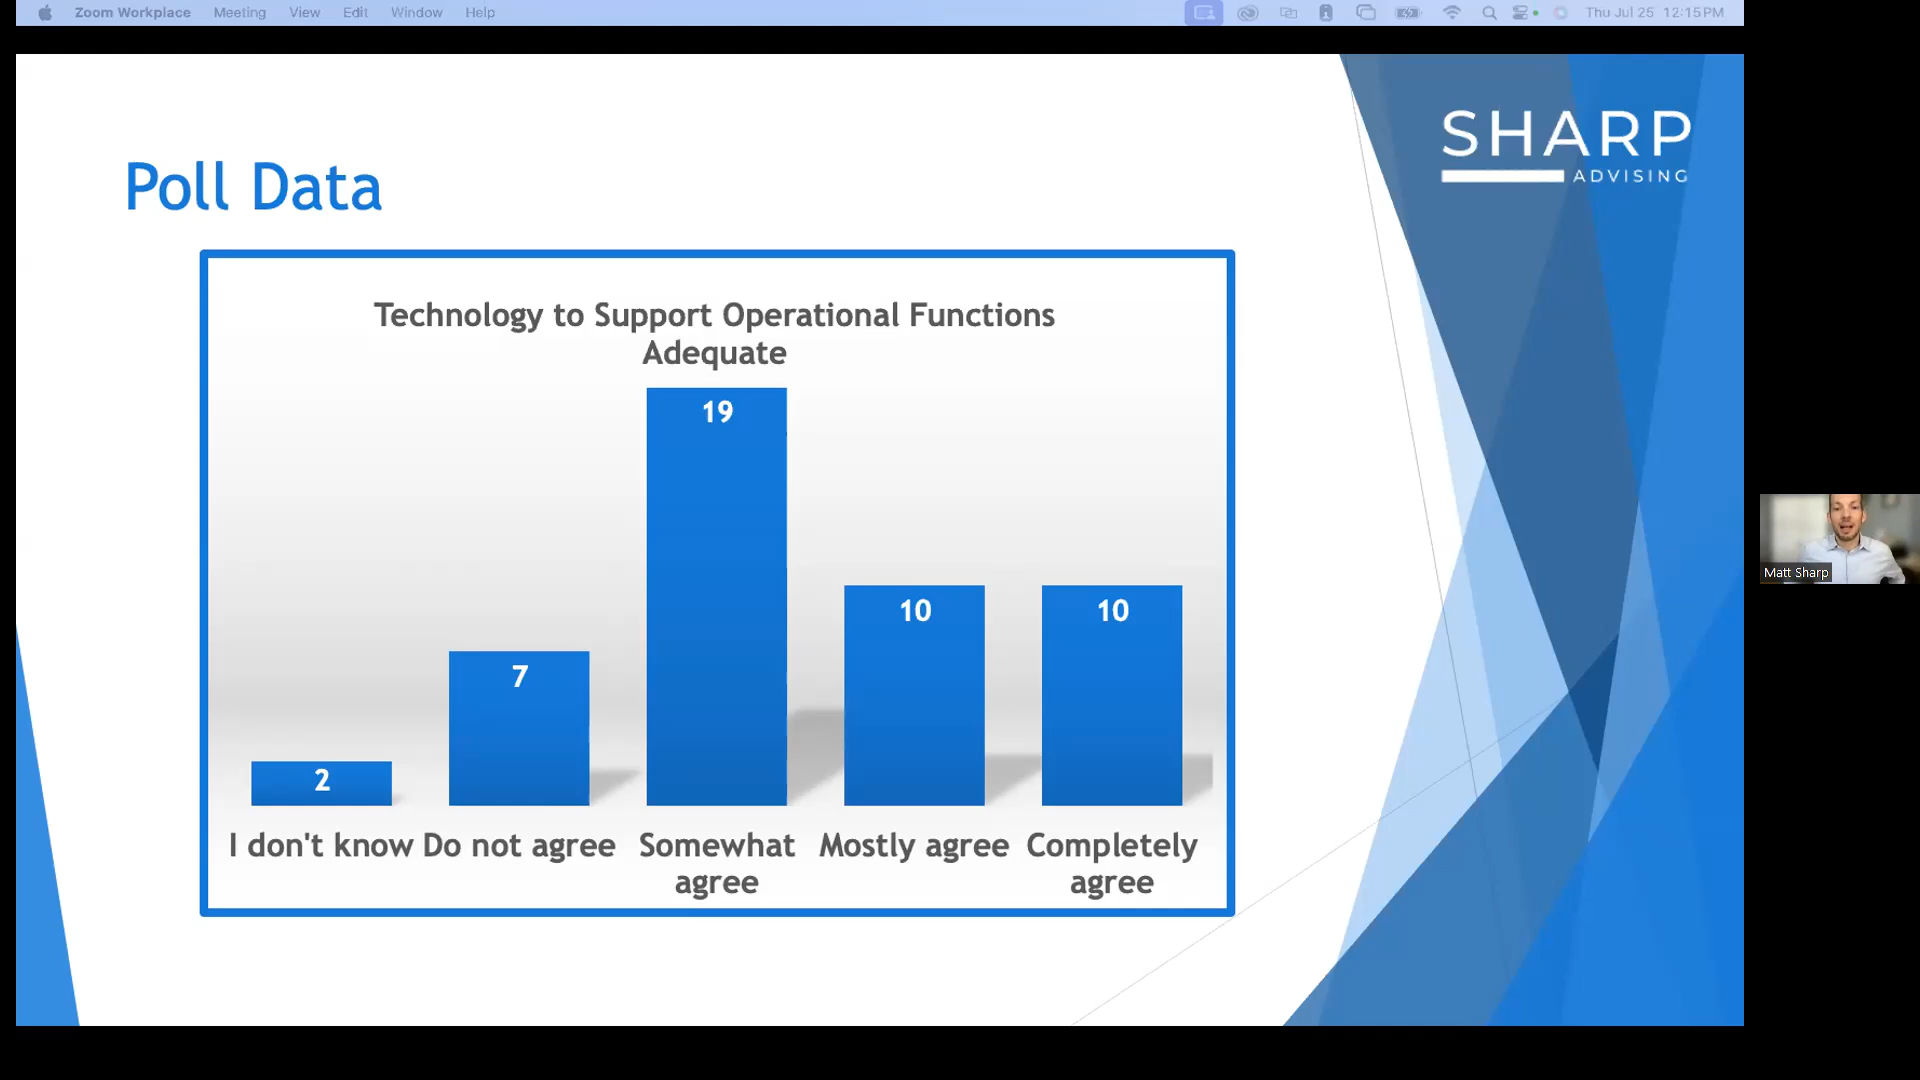 Zoom Workplace Meeting View Edit Window Help Thu Jul 25 12:15 PM
SHARP
ADVISING
Poll Data
Technology to Support Operational Functions
Adequate
19
10
10
7
2
I don't know Do not agree Somewhat agree Mostly agree Completely agree
Matt Sharp